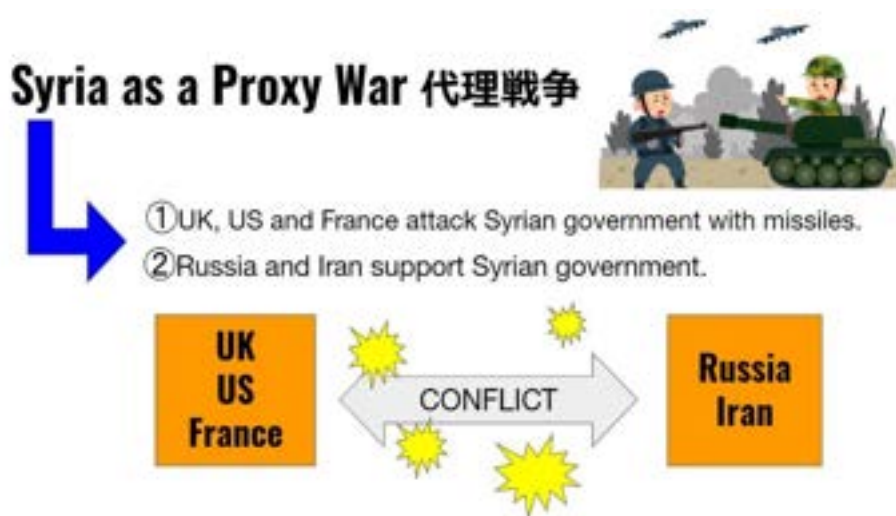 Syria as a Proxy War 代理戦争
①UK, US and France attack Syrian government with missiles.
②Russia and Iran support Syrian government.
UK
US
France
CONFLICT
Russia
Iran